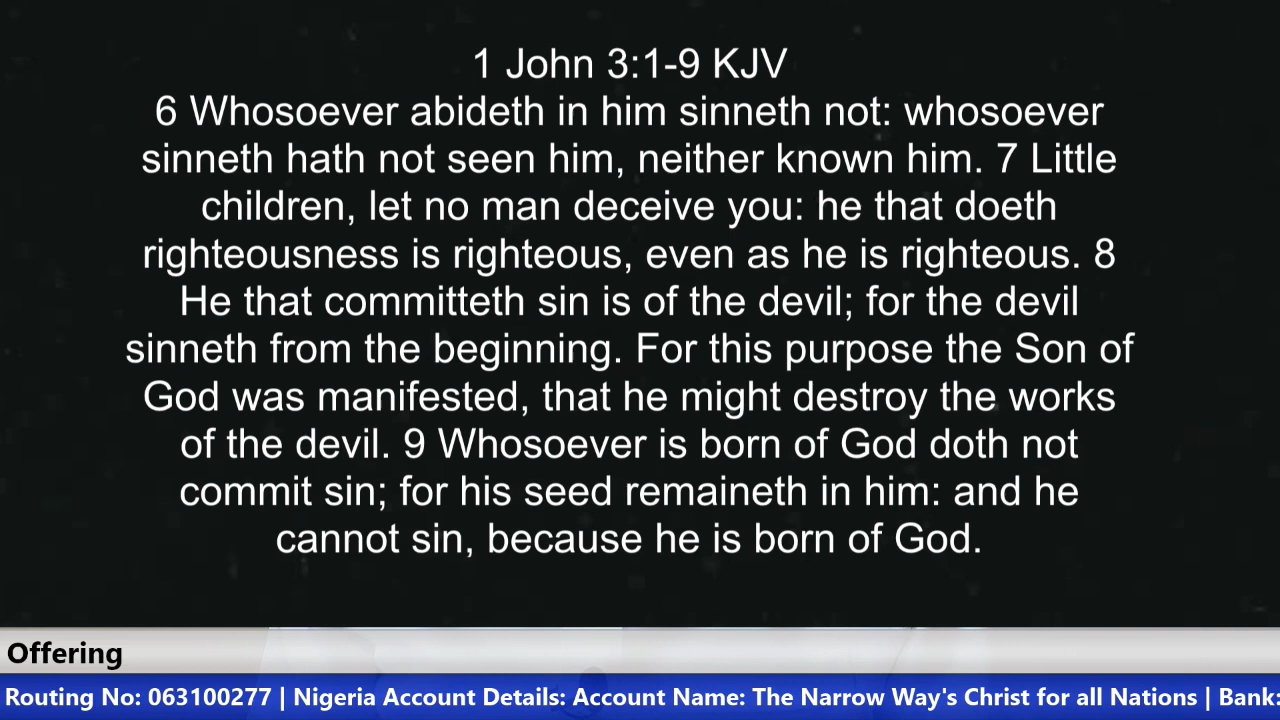 1 John 3:1-9 KJV
6 Whosoever abideth in him sinneth not: whosoever
sinneth hath not seen him, neither known him. 7 Little
children, let no man deceive you: he that doeth
righteousness is righteous, even as he is righteous. 8
He that committeth sin is of the devil; for the devil
sinneth from the beginning. For this purpose the Son of
God was manifested, that he might destroy the works
of the devil. 9 Whosoever is born of God doth not
commit sin; for his seed remaineth in him: and he
cannot sin, because he is born of God.
Offering
Routing No: 063100277 | Nigeria Account Details: Account Name: The Narrow Way's Christ for all Nations | Bank: